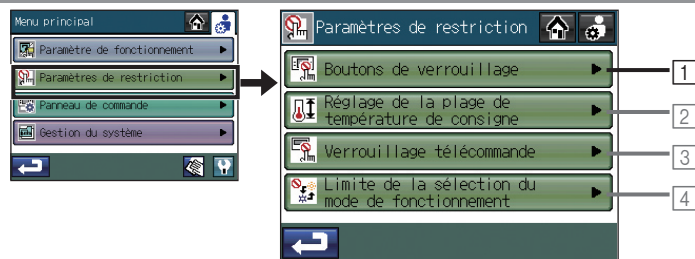 Menu principal
Paramètre de fonctionnement
Paramètres de restriction
Panneau de commande
Gestion du système
Paramètres de restriction
Boutons de verrouillage
1
Réglage de la plage de
température de consigne
2
Verrouillage télécommande
3
Limite de la sélection du
mode de fonctionnement
4